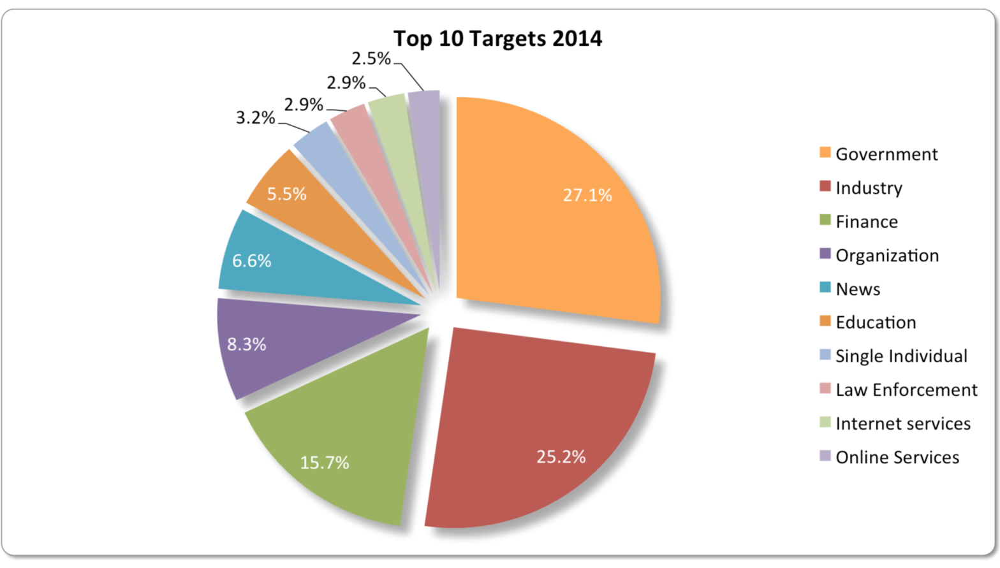 Top 10 Targets 2014
2.5%
2.9%
2.9%
3.2%
5.5%
6.6%
8.3%
15.7%
25.2%
27.1%
Government
Industry
Finance
Organization
News
Education
Single Individual
Law Enforcement
Internet services
Online Services